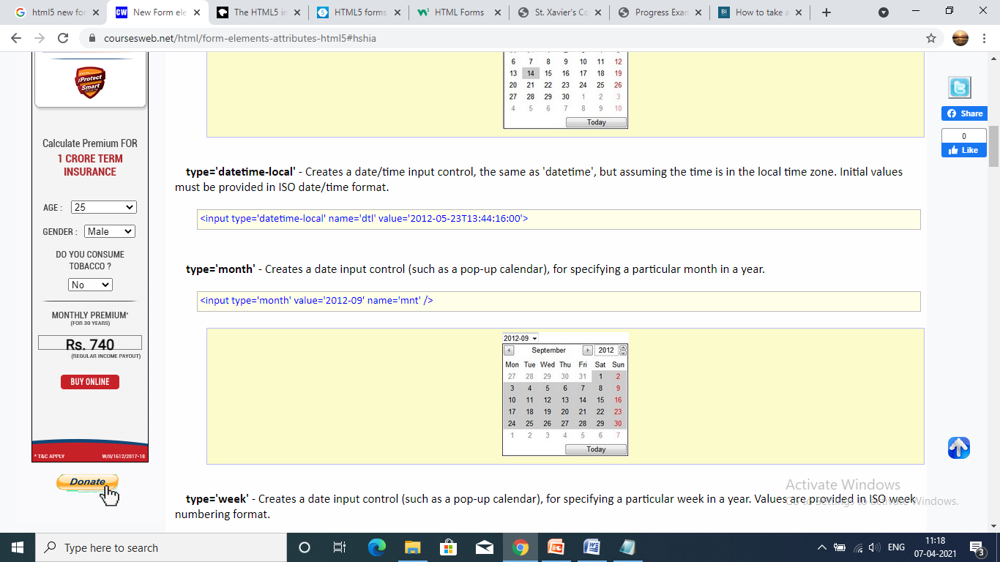 html5 new for
New Form ele
The HTML5 in
HTML5 forms
HTML Forms
St. Xavier's Co
Progress Exam
BI How to take a
coursesweb.net/html/form-elements-attributes-html5#hshia
iProtect
Smart
Calculate Premium FOR
1 CRORE TERM
INSURANCE
AGE : 25
GENDER : Male
DO YOU CONSUME
TOBACCO ?
No
MONTHLY PREMIUM*
(FOR 30 YEARS)
Rs. 740
(REGULAR INCOME PAYOUT)
BUY ONLINE
* T&C APPLY W/II/1612/2017-18
Donate
6 7 8 9 10 11 12
13 14 15 16 17 18 19
20 21 22 23 24 25 26
27 28 29 30 1 2 3
4 5 6 7 8 9 10
Today
type='datetime-local' - Creates a date/time input control, the same as 'datetime', but assuming the time is in the local time zone. Initial values
must be provided in ISO date/time format.
<input type='datetime-local' name='dtl' value='2012-05-23T13:44:16:00'>
type='month' - Creates a date input control (such as a pop-up calendar), for specifying a particular month in a year.
<input type='month' value='2012-09' name='mnt' />
2012-09
September 2012
Mon Tue Wed Thu Fri Sat Sun
27 28 29 30 31 1 2
3 4 5 6 7 8 9
10 11 12 13 14 15 16
17 18 19 20 21 22 23
24 25 26 27 28 29 30
1 2 3 4 5 6 7
Today
type='week' - Creates a date input control (such as a pop-up calendar), for specifying a particular week in a year. Values are provided in ISO week
numbering format.
Share
0
Like
Activate Windows
Go to Settings to activate Windows.
Type here to search
ENG
11:18
07-04-2021
3